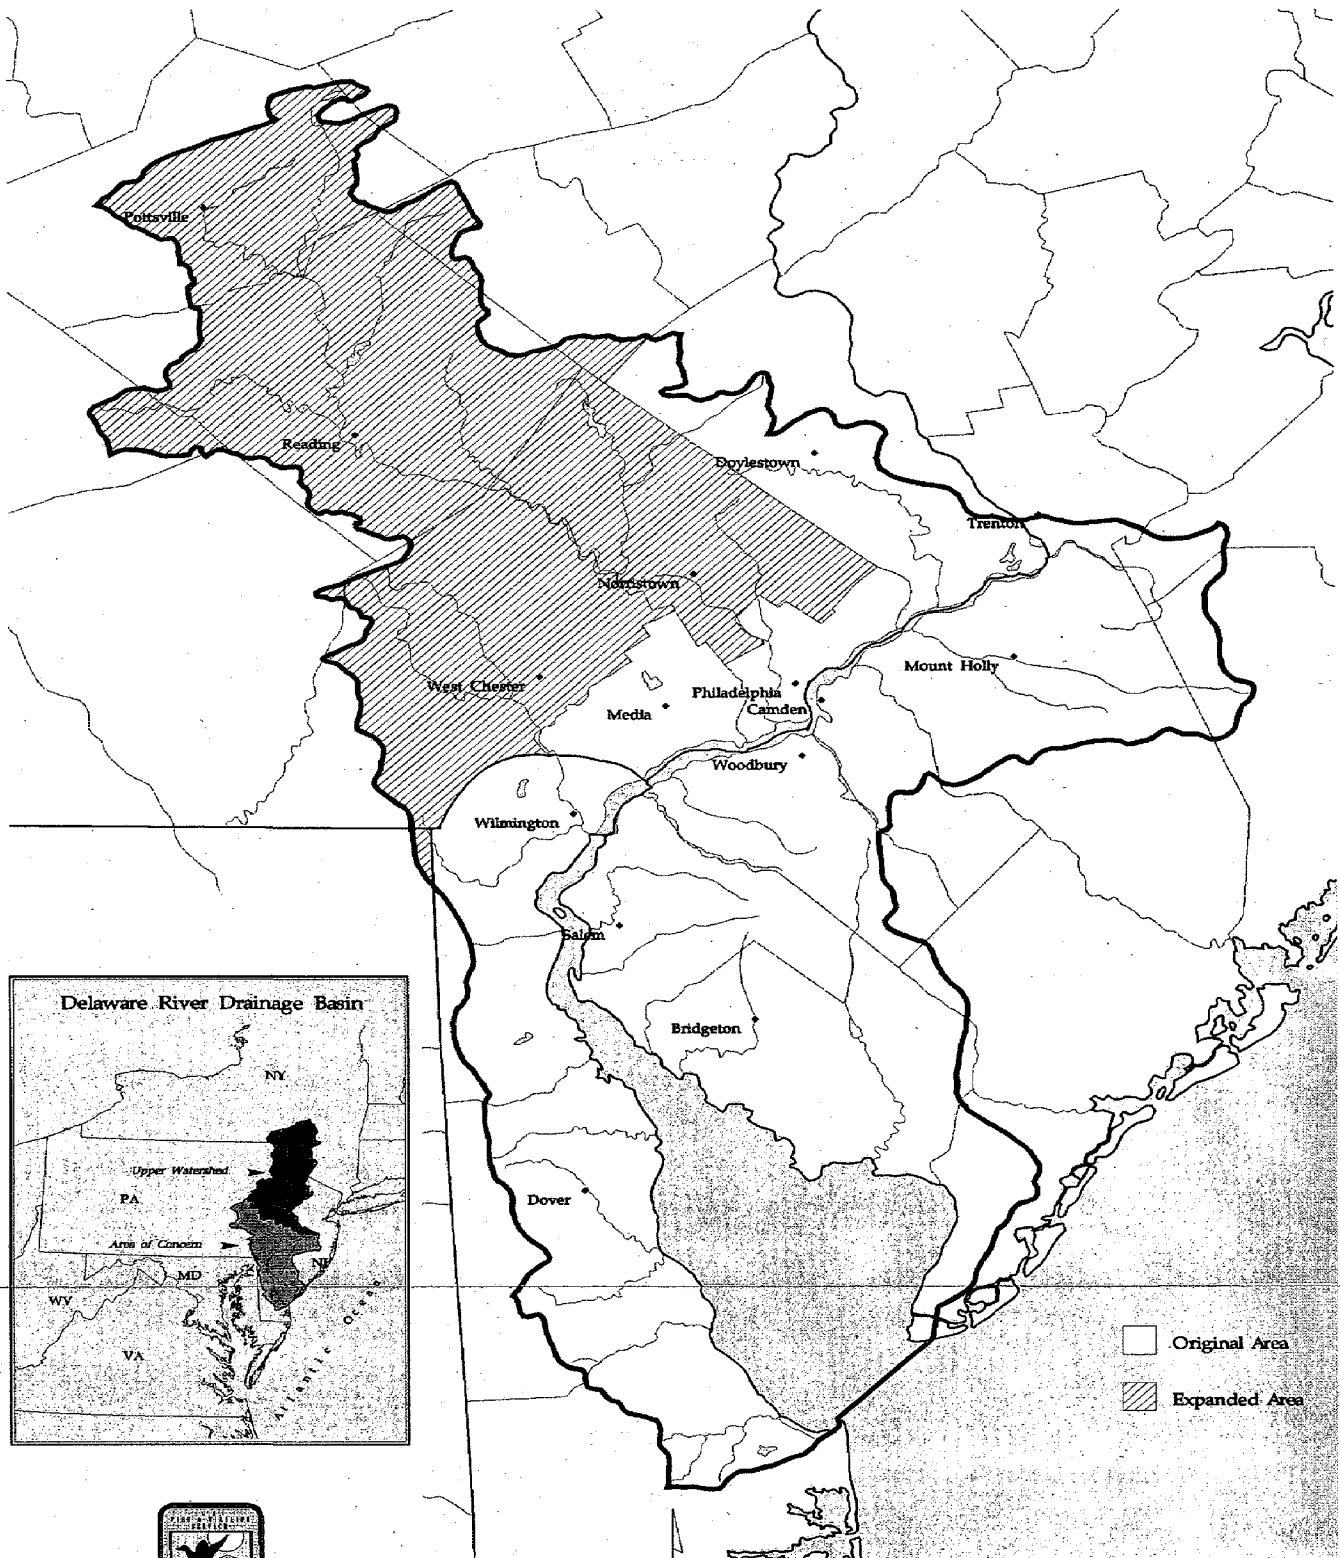 Pottsville
Reading
Doylestown
Trenton
Norristown
Mount Holly
West Chester
Philadelphia
Media
Camden
Woodbury
Wilmington
Salem
Bridgeton
Dover
Delaware River Drainage Basin
NY
Upper Watershed
PA
Area of Concern
MD
NJ
WV
VA
Atlantic Ocean
Original Area
Expanded Area
SERVICE